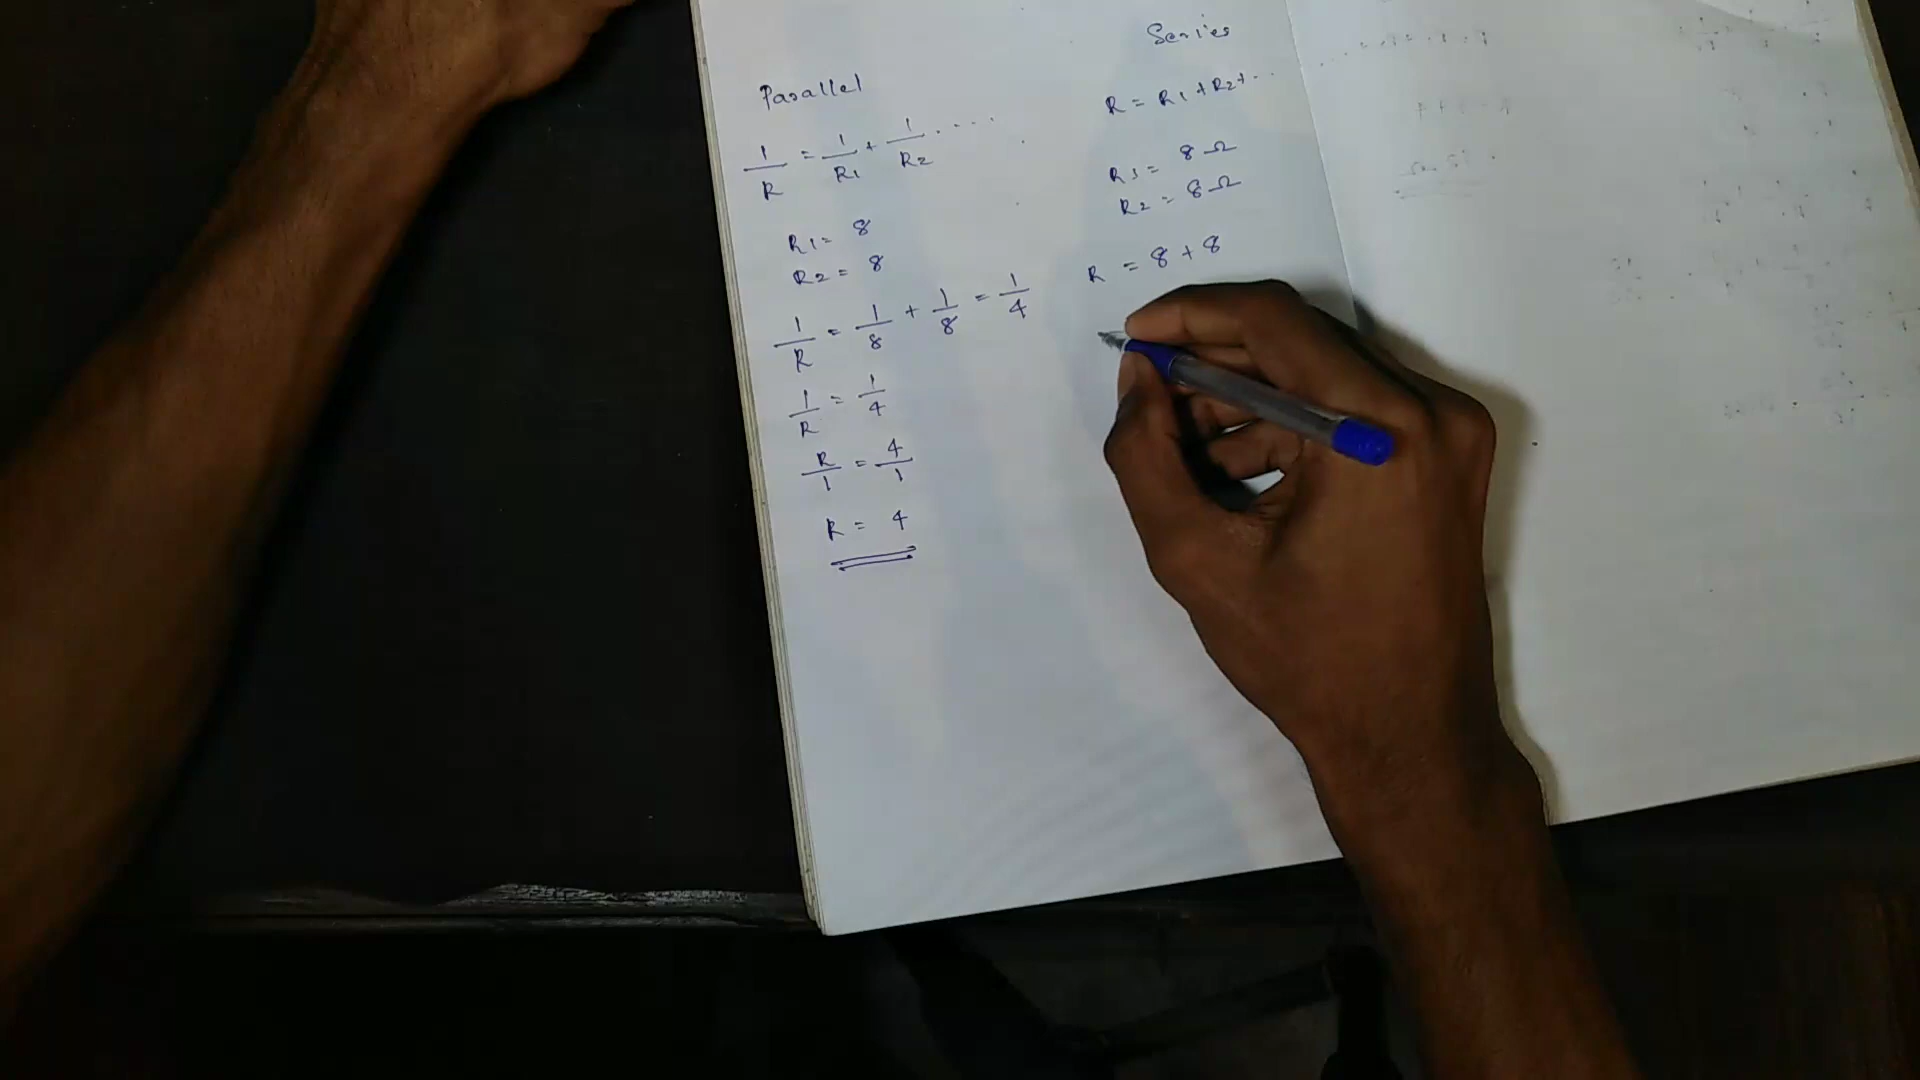 Parallel
1/R = 1/R1 + 1/R2 ....
R1 = 8
R2 = 8
1/R = 1/8 + 1/8 = 1/4
1/R = 1/4
R/1 = 4/1
R = 4
Series
R = R1 + R2 + ..
R1 = 8 Ω
R2 = 8 Ω
R = 8 + 8